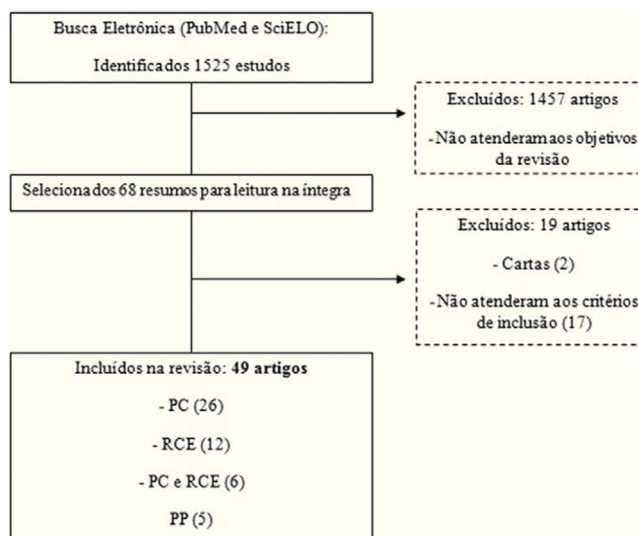 Busca Eletrônica (PubMed e SciELO):
Identificados 1525 estudos
Excluídos: 1457 artigos
-Não atenderam aos objetivos
da revisão
Selecionados 68 resumos para leitura na íntegra
Excluídos: 19 artigos
- Cartas (2)
-Não atenderam aos critérios
de inclusão (17)
Incluídos na revisão: 49 artigos
- PC (26)
- RCE (12)
- PC e RCE (6)
PP (5)